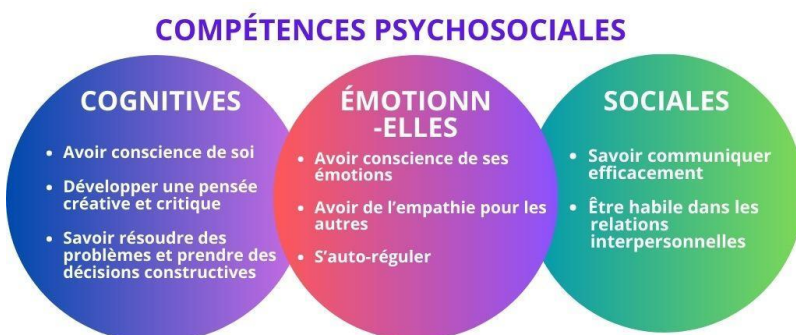 COMPÉTENCES PSYCHOSOCIALES
COGNITIVES
• Avoir conscience de soi
• Développer une pensée
créative et critique
• Savoir résoudre des
problèmes et prendre des
décisions constructives
ÉMOTIONN
-ELLES
• Avoir conscience de ses
émotions
• Avoir de l’empathie pour les
autres
• S’auto-réguler
SOCIALES
• Savoir communiquer
efficacement
• Être habile dans les
relations
interpersonnelles